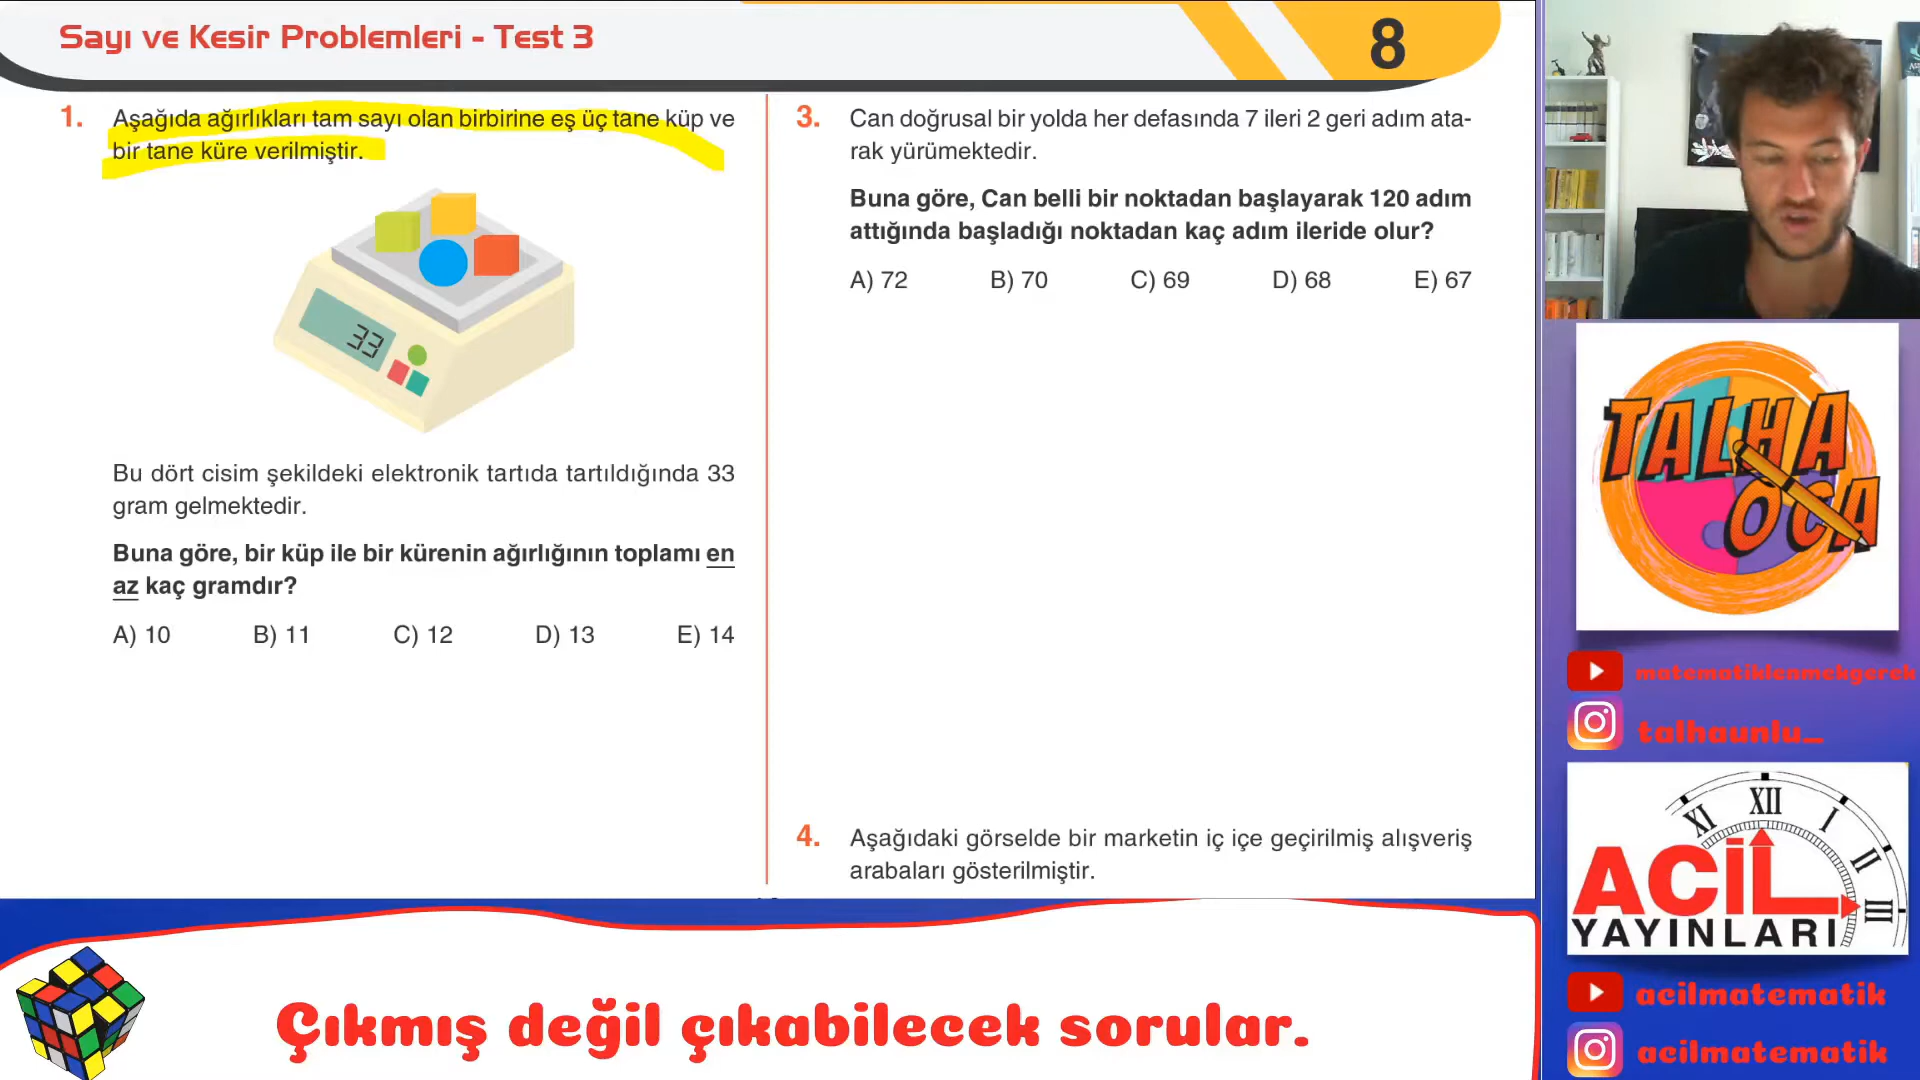 Sayı ve Kesir Problemleri - Test 3
8
1. Aşağıda ağırlıkları tam sayı olan birbirine eş üç tane küp ve
bir tane küre verilmiştir.
33
Bu dört cisim şekildeki elektronik tartıda tartıldığında 33
gram gelmektedir.
Buna göre, bir küp ile bir kürenin ağırlığının toplamı en
az kaç gramdır?
A) 10 B) 11 C) 12 D) 13 E) 14
3. Can doğrusal bir yolda her defasında 7 ileri 2 geri adım ata-
rak yürümektedir.
Buna göre, Can belli bir noktadan başlayarak 120 adım
attığında başladığı noktadan kaç adım ileride olur?
A) 72 B) 70 C) 69 D) 68 E) 67
4. Aşağıdaki görselde bir marketin iç içe geçirilmiş alışveriş
arabaları gösterilmiştir.
TALHA
OCA
matematiklenmekgerek
talhaunlu_
XI XII I II III
ACİL
YAYINLARI
acilmatematik
acilmatematik
Çıkmış değil çıkabilecek sorular.